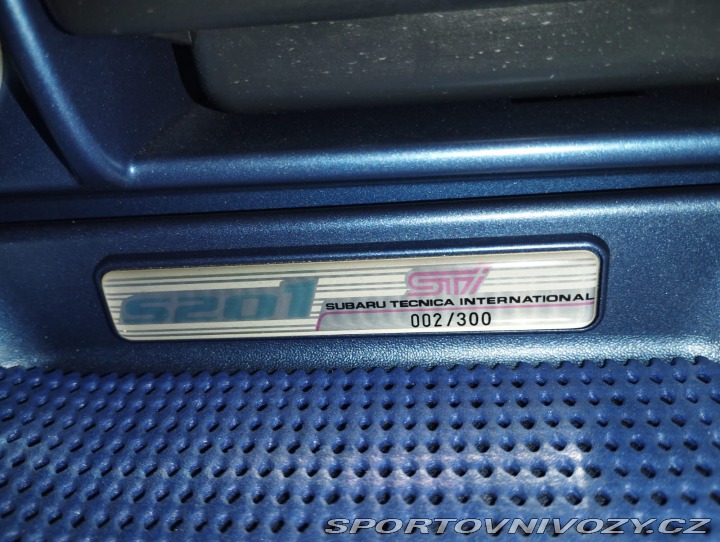 S201
STi
SUBARU TECNICA INTERNATIONAL
002/300
SPORTOVNIVOZY.CZ